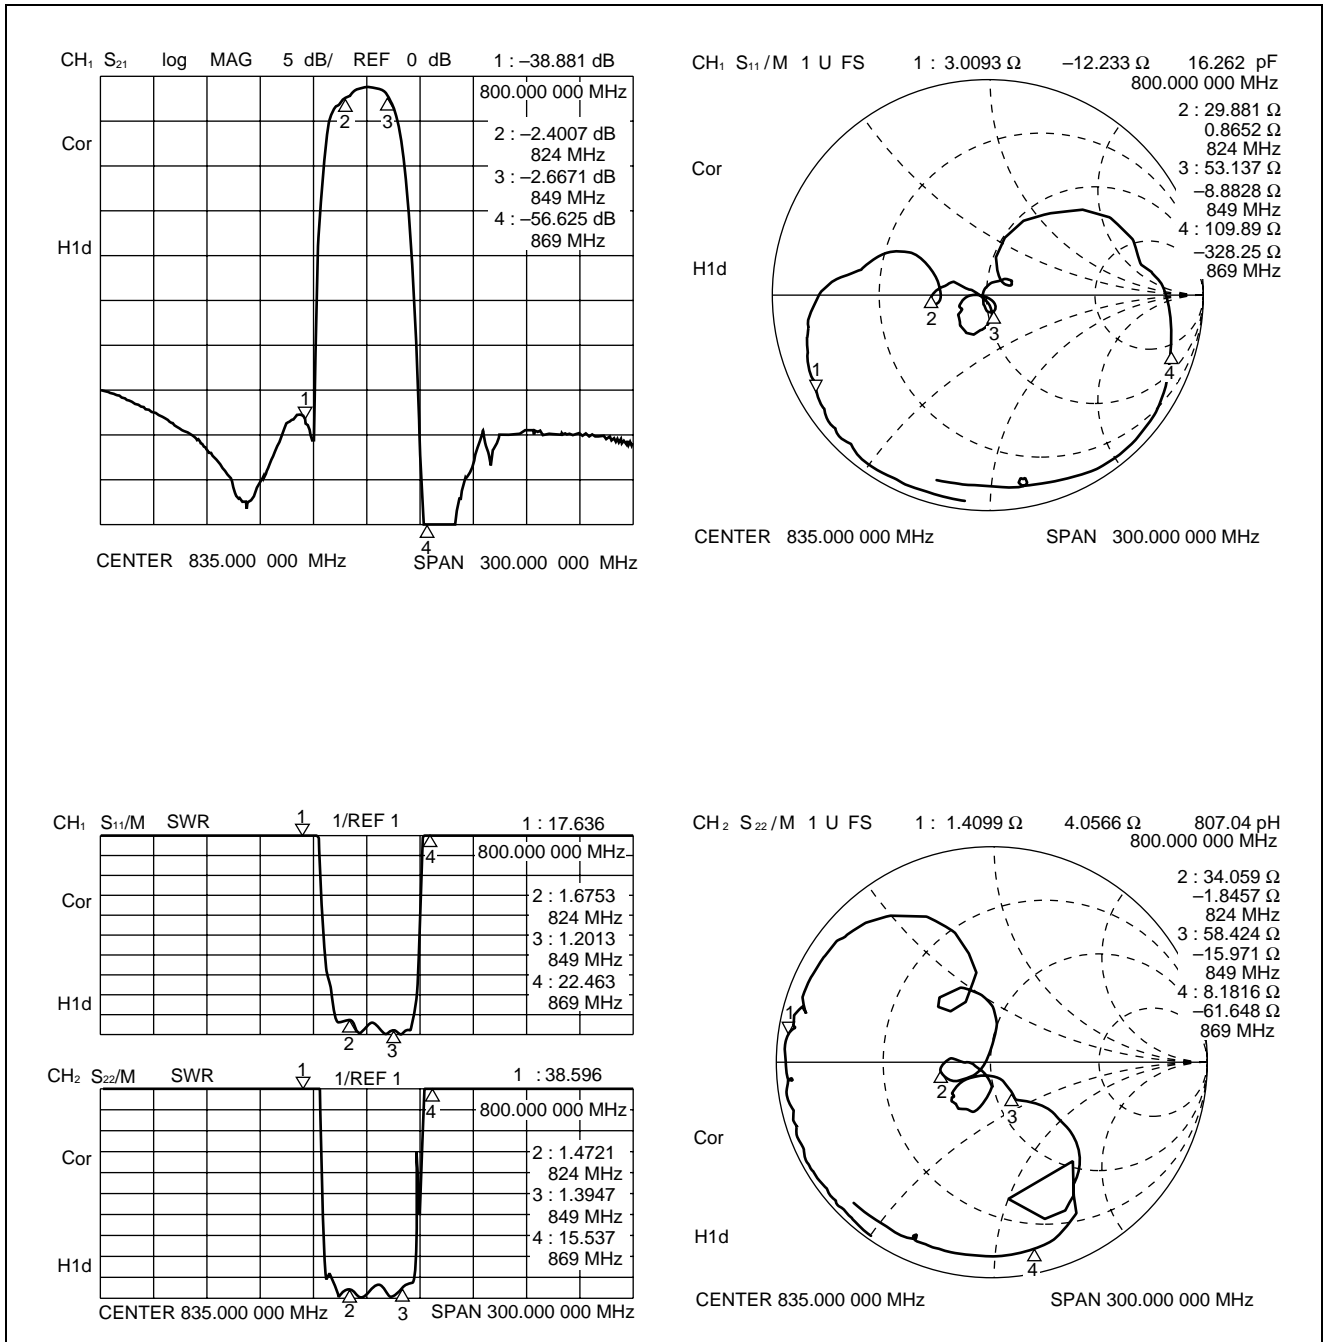 CH₁ S₂₁ log MAG 5 dB/ REF 0 dB 1 : –38.881 dB
800.000 000 MHz
Cor
2 : –2.4007 dB
824 MHz
3 : –2.6671 dB
849 MHz
4 : –56.625 dB
869 MHz
H1d
2
3
1
4
CENTER 835.000 000 MHz SPAN 300.000 000 MHz
CH₁ S₁₁/M 1 U FS 1 : 3.0093 Ω –12.233 Ω 16.262 pF
800.000 000 MHz
2 : 29.881 Ω
0.8652 Ω
824 MHz
Cor
3 : 53.137 Ω
–8.8828 Ω
849 MHz
4 : 109.89 Ω
–328.25 Ω
869 MHz
H1d
2
3
1
4
CENTER 835.000 000 MHz SPAN 300.000 000 MHz
CH₁ S₁₁/M SWR 1 1/REF 1 1 : 17.636
800.000 000 MHz
4
Cor
2 : 1.6753
824 MHz
3 : 1.2013
849 MHz
4 : 22.463
869 MHz
H1d
2
3
CH₂ S₂₂/M SWR 1 1/REF 1 1 :38.596
800.000 000 MHz
4
Cor
2 : 1.4721
824 MHz
3 : 1.3947
849 MHz
4 : 15.537
869 MHz
H1d
2
3
CENTER 835.000 000 MHz SPAN 300.000 000 MHz
CH₂ S₂₂/M 1 U FS 1 : 1.4099 Ω 4.0566 Ω 807.04 pH
800.000 000 MHz
2 : 34.059 Ω
–1.8457 Ω
824 MHz
3 : 58.424 Ω
–15.971 Ω
849 MHz
4 : 8.1816 Ω
–61.648 Ω
869 MHz
1
2
3
Cor
H1d
4
CENTER 835.000 000 MHz SPAN 300.000 000 MHz